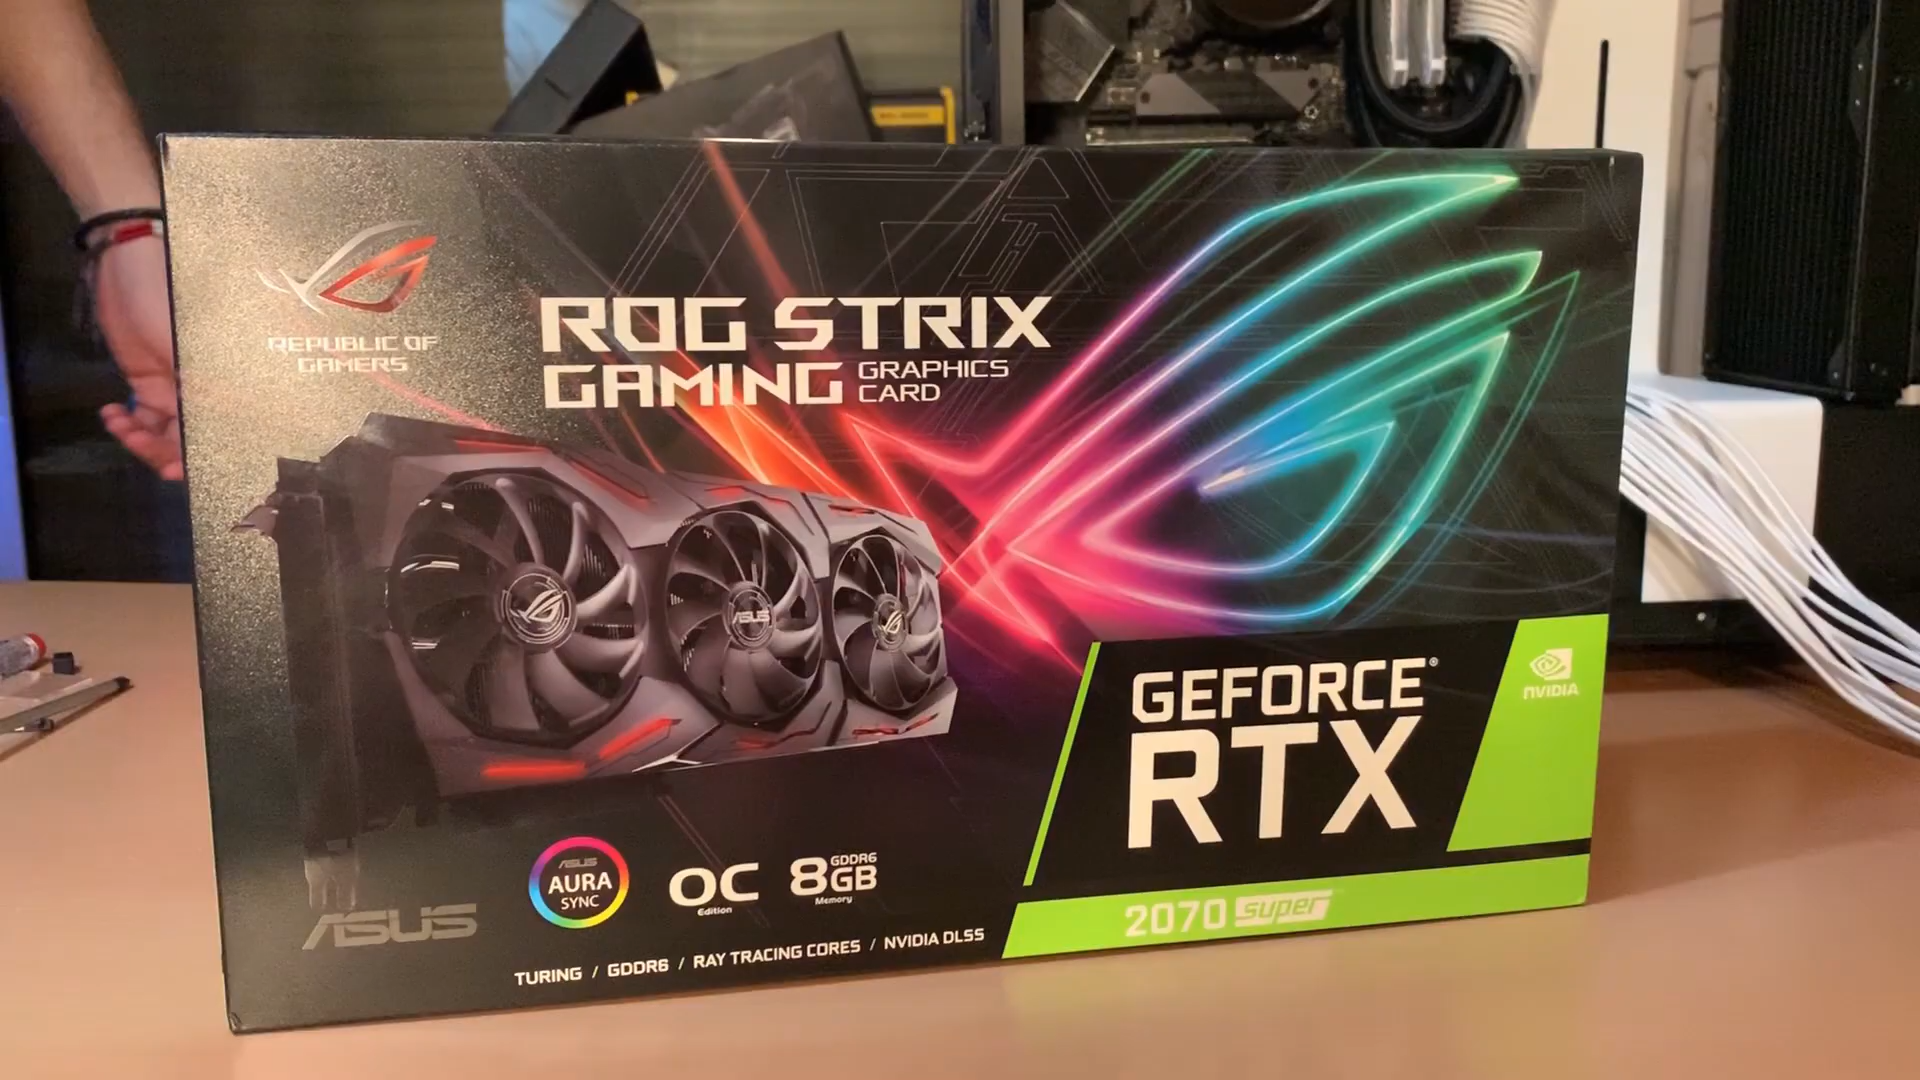 REPUBLIC OF
GAMERS
ROG STRIX
GAMING GRAPHICS
CARD
ASUS
GEFORCE®
RTX
NVIDIA
2070 SUPER
ASUS
AURA
SYNC
OC
Edition
8GB
GDDR6
Memory
ASUS
TURING / GDDR6 / RAY TRACING CORES / NVIDIA DLSS